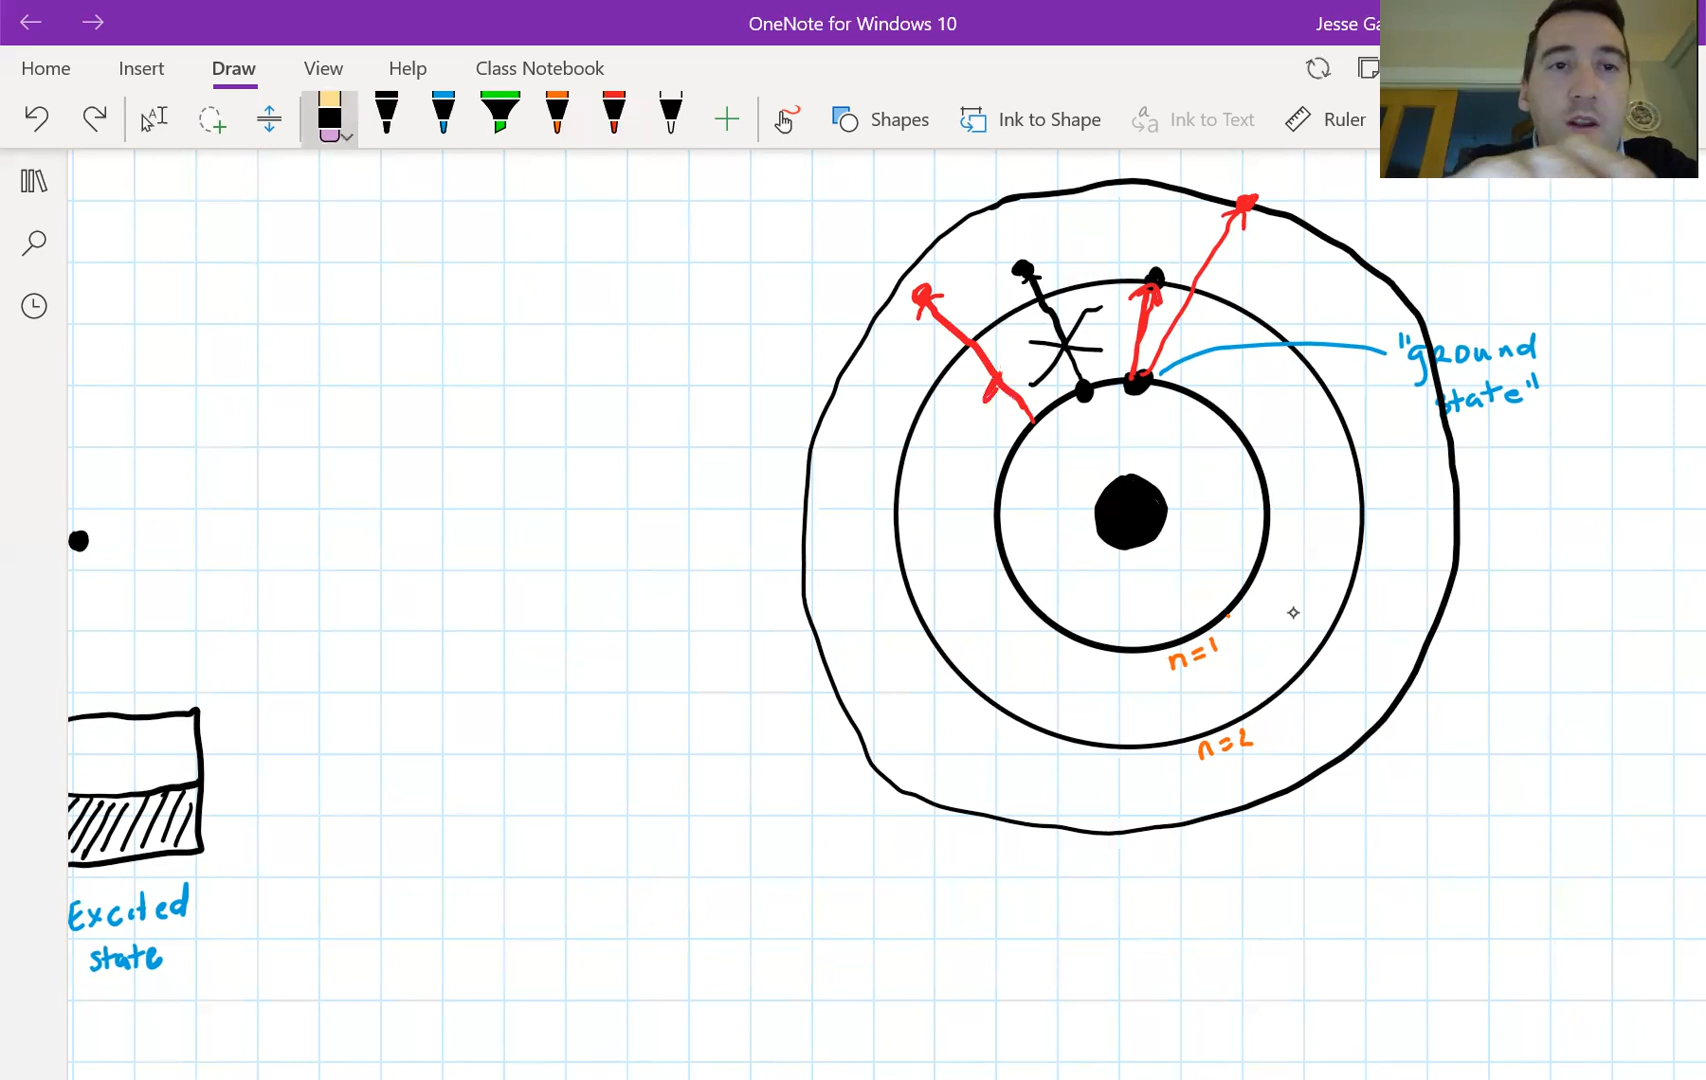 OneNote for Windows 10
Jesse Ga
Home Insert Draw View Help Class Notebook
Shapes Ink to Shape Ink to Text Ruler
"ground
state"
n=1
n=2
Excited
state